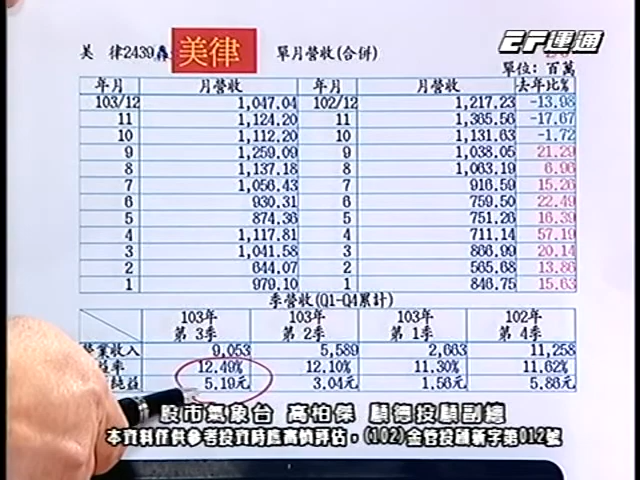 美 律2439 美律 單月營收(合併) EF運通
單位: 百萬
年月 月營收 年月 月營收 去年比%
103/12 1,047.04 102/12 1,217.23 -13.98
11 1,124.20 11 1,365.56 -17.67
10 1,112.20 10 1,131.63 -1.72
9 1,259.09 9 1,038.05 21.29
8 1,137.18 8 1,063.19 6.96
7 1,056.43 7 916.59 15.26
6 930.31 6 759.50 22.49
5 874.36 5 751.26 16.39
4 1,117.81 4 711.14 57.19
3 1,041.58 3 866.99 20.14
2 644.07 2 565.68 13.86
1 979.10 1 846.75 15.63
季營收(Q1-Q4累計)
103年 103年 103年 102年
第 3季 第 2季 第 1季 第 4季
營業收入 9,053 5,589 2,663 11,258
益率 12.49% 12.10% 11.30% 11.62%
純益 5.19元 3.04元 1.56元 5.86元
股市氣象台 高柏傑 顧德投顧副總
本資料僅供參考投資時應審慎評估，(102)金管投顧新字第012號